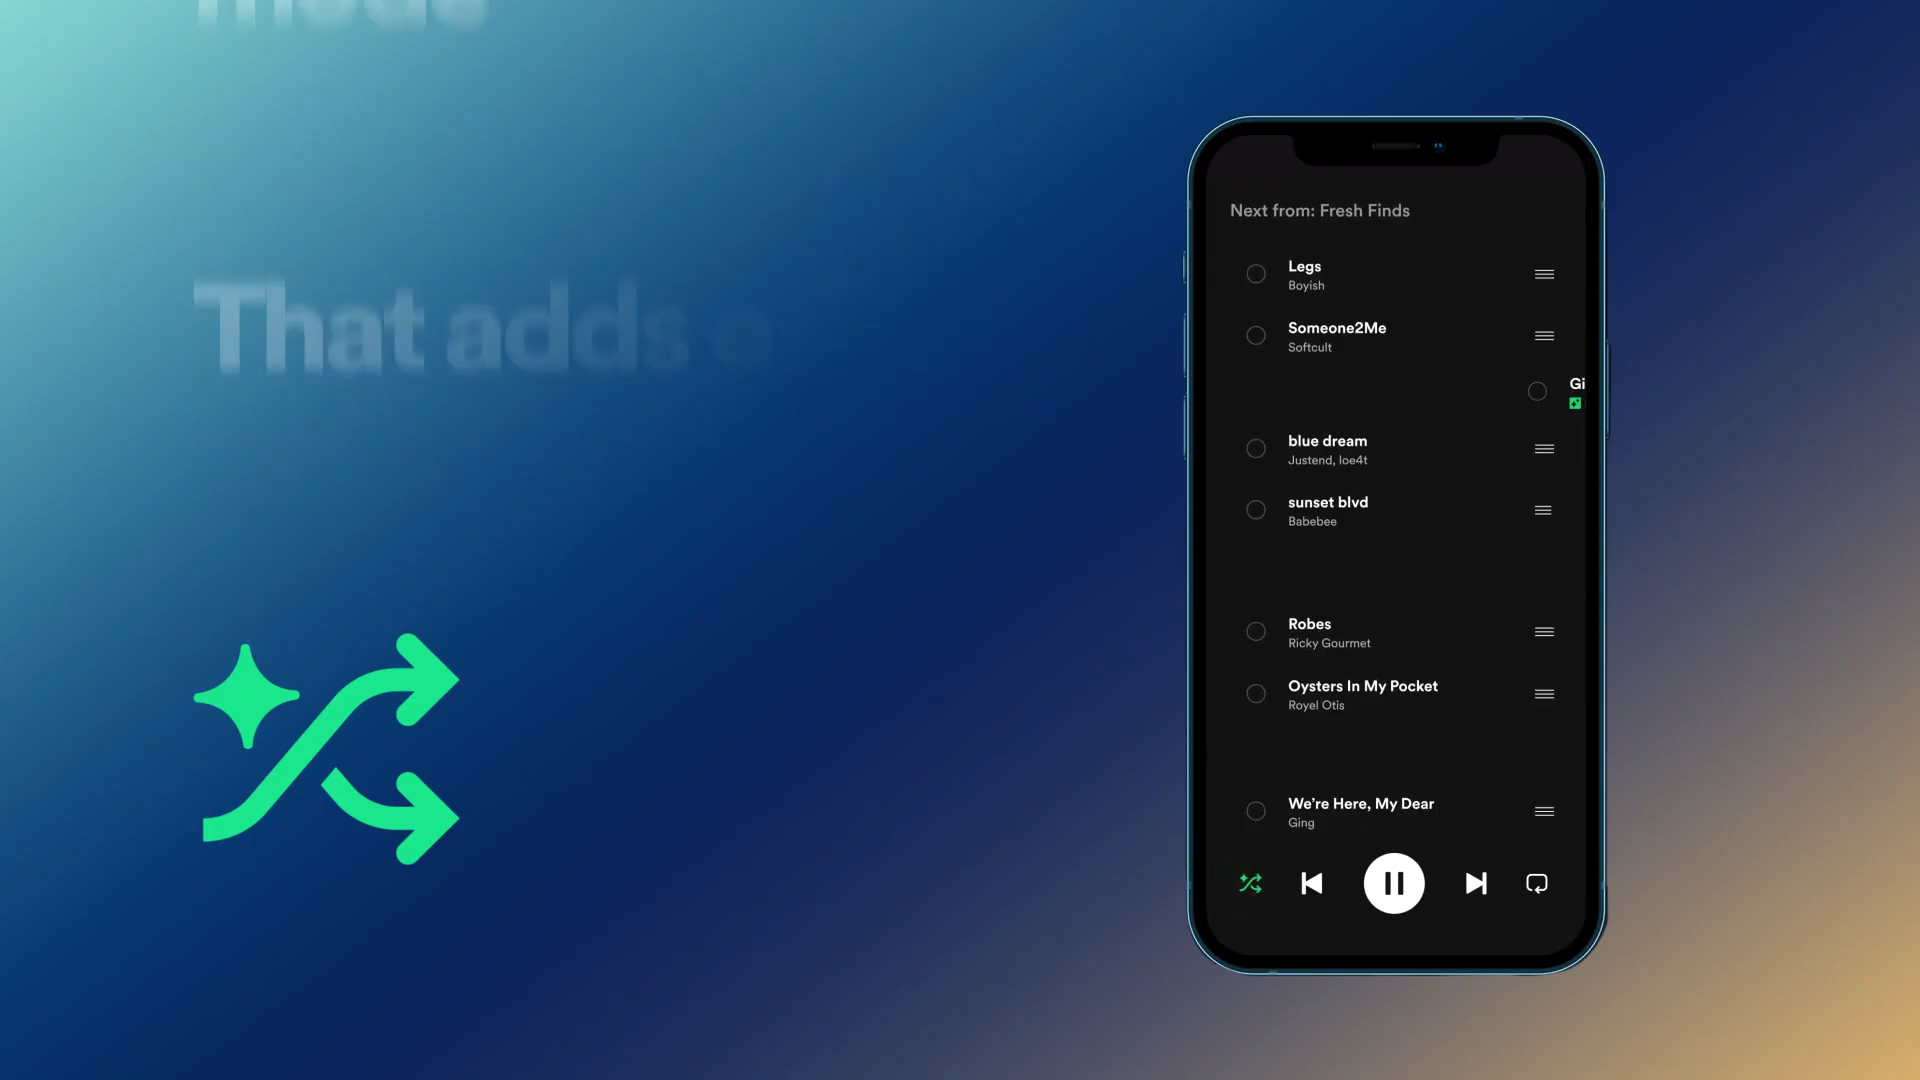 That adds
Next from: Fresh Finds
Legs
Boyish
Someone2Me
Softcult
Gi
blue dream
Justend, loe4t
sunset blvd
Babebee
Robes
Ricky Gourmet
Oysters In My Pocket
Royel Otis
We're Here, My Dear
Ging